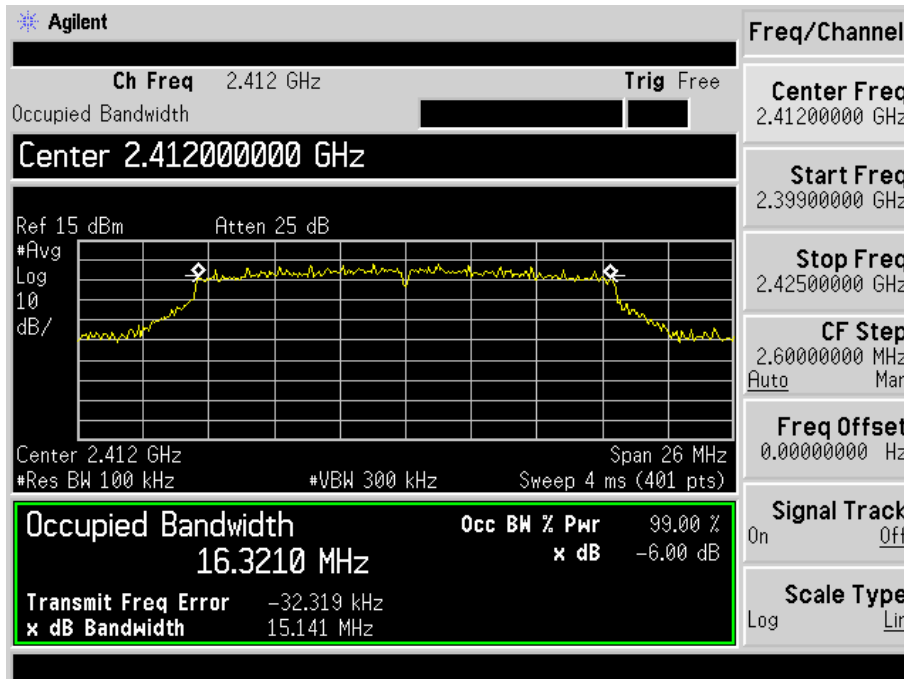 Agilent
Freq/Channel
Ch Freq 2.412 GHz Trig Free
Occupied Bandwidth
Center 2.412000000 GHz
Ref 15 dBm Atten 25 dB
#Avg
Log
10
dB/
Center 2.412 GHz Span 26 MHz
#Res BW 100 kHz #VBW 300 kHz Sweep 4 ms (401 pts)
Occupied Bandwidth
16.3210 MHz
Occ BW % Pwr 99.00 %
x dB -6.00 dB
Transmit Freq Error -32.319 kHz
x dB Bandwidth 15.141 MHz
Center Freq
2.41200000 GHz
Start Freq
2.39900000 GHz
Stop Freq
2.42500000 GHz
CF Step
2.60000000 MHz
Auto Man
Freq Offset
0.00000000 Hz
Signal Track
On Off
Scale Type
Log Lin